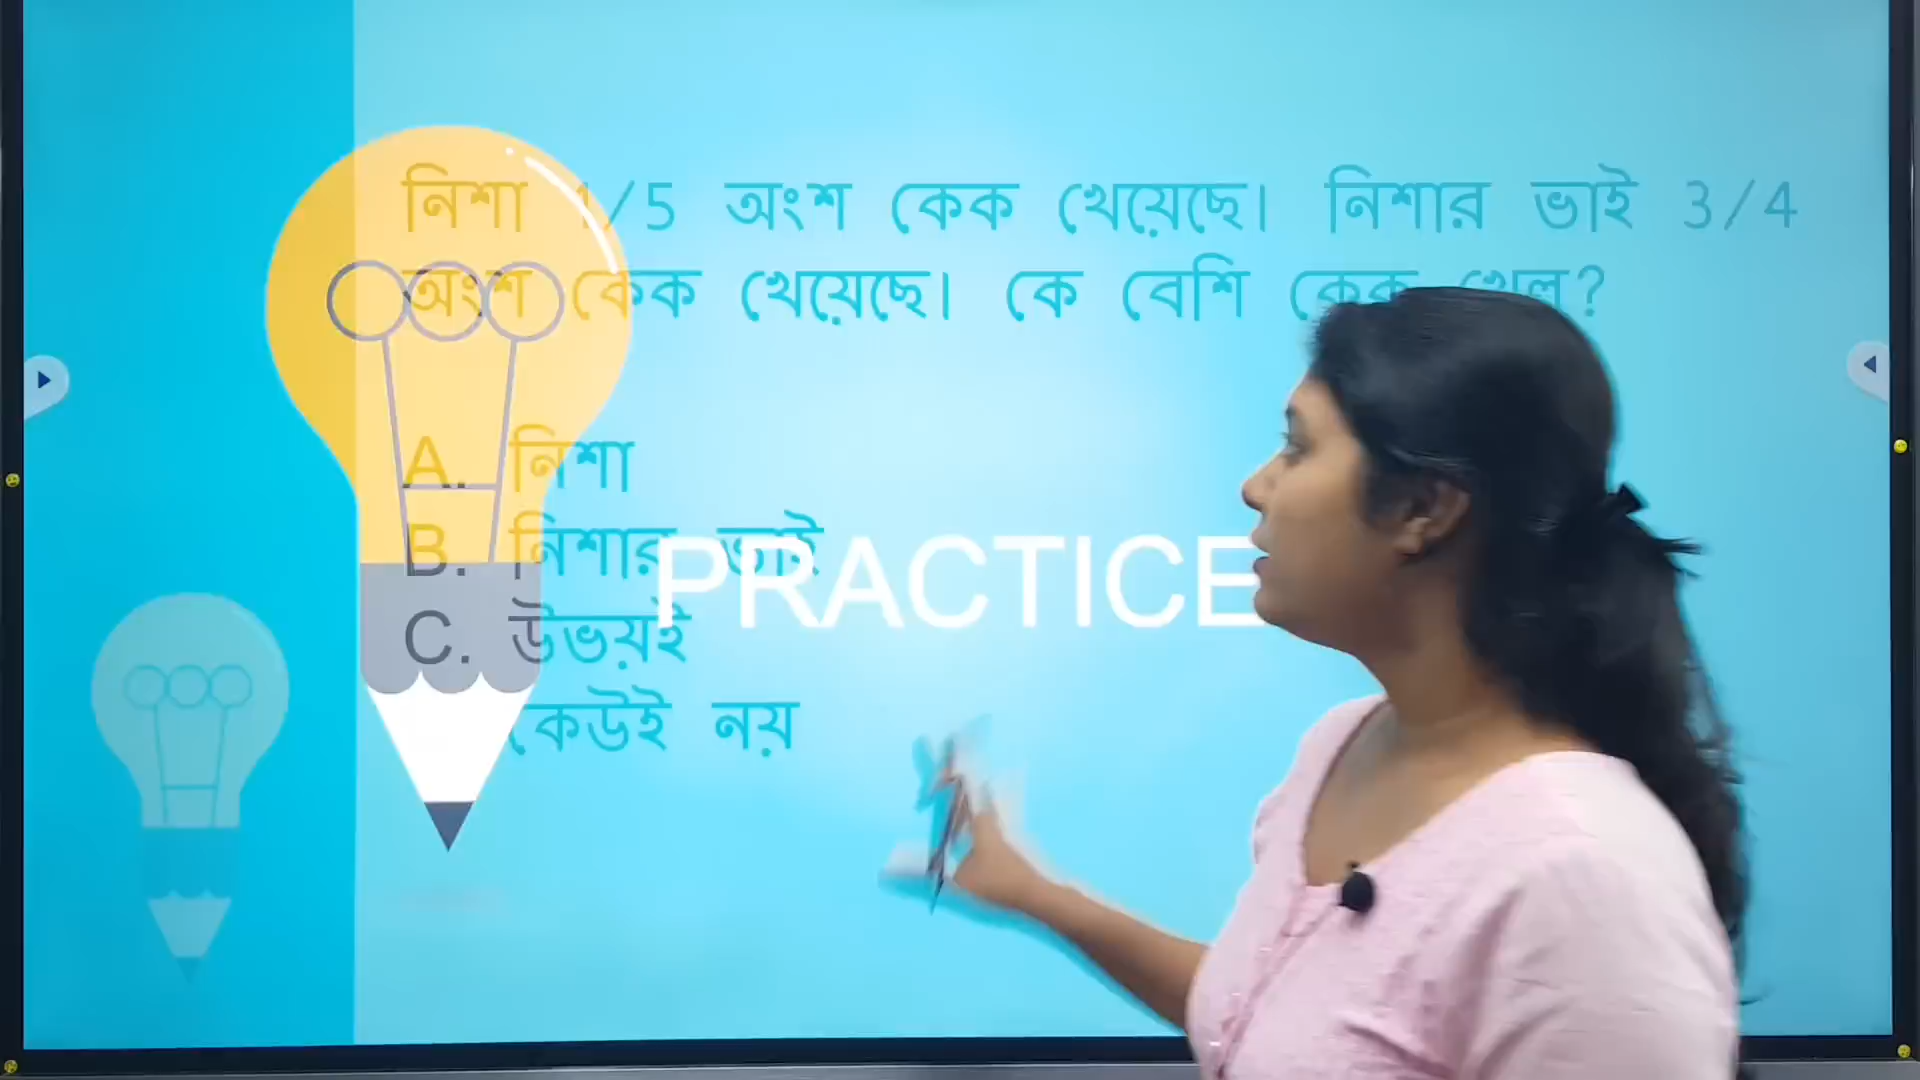 নিশা 1/5 অংশ কেক খেয়েছে। নিশার ভাই 3/4
অংশ কেক খেয়েছে। কে বেশি কেক খেল?
A. নিশা
B. নিশার ভাই
C. উভয়ই
কেউই নয়
PRACTICE